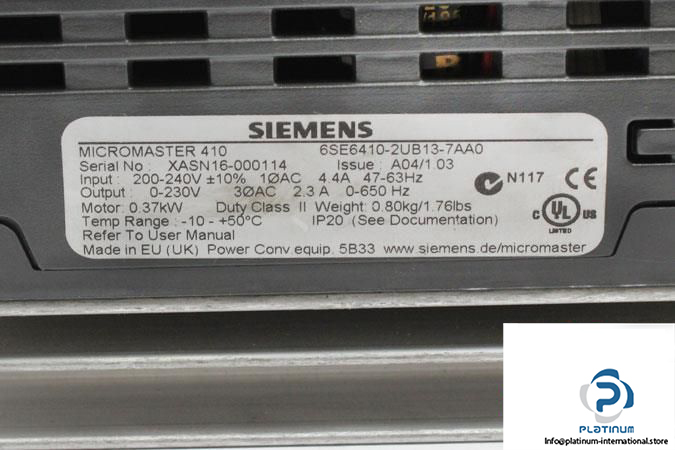 SIEMENS
MICROMASTER 410 6SE6410-2UB13-7AA0
Serial No : XASN16-000114 Issue : A04/1 03
Input : 200-240V ±10% 1ØAC 4.4A 47-63Hz
Output : 0-230V 3ØAC 2.3 A 0-650 Hz
Motor: 0.37kW Duty Class II Weight: 0.80kg/1.76lbs
Temp Range : -10 - +50°C IP20 (See Documentation)
Refer To User Manual
Made in EU (UK) Power Conv.equip. 5B33 www.siemens.de/micromaster
N117
C UL US
LISTED
PLATINUM
info@platinum-international.store